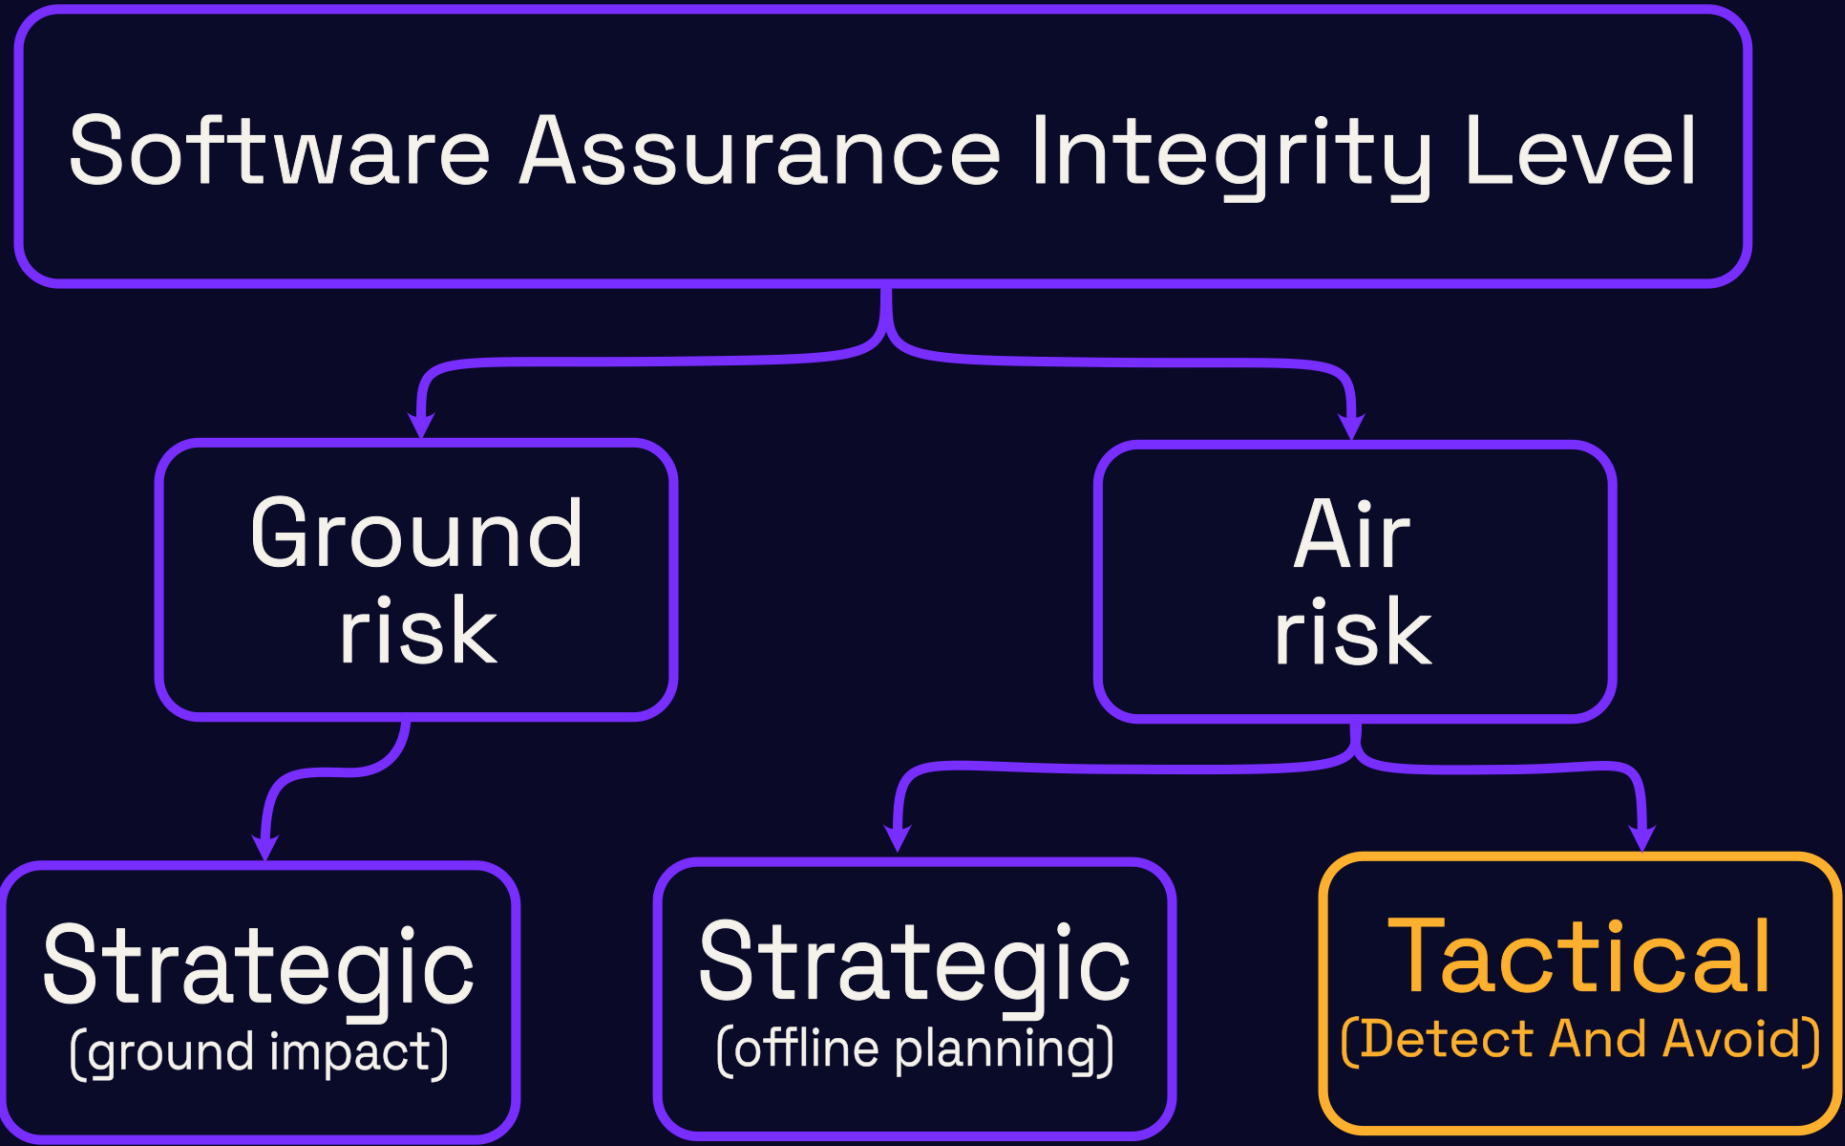 Software Assurance Integrity Level
Ground
risk
Air
risk
Strategic
(ground impact)
Strategic
(offline planning)
Tactical
(Detect And Avoid)